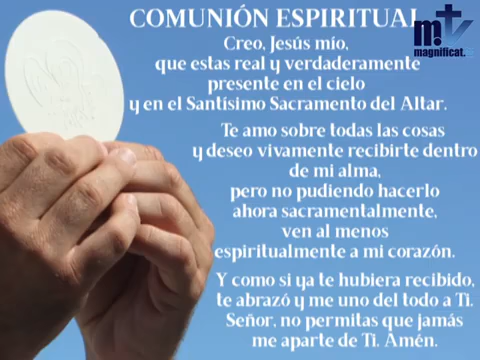 COMUNIÓN ESPIRITUAL
Creo, Jesús mío,
que estas real y verdaderamente
presente en el cielo
y en el Santísimo Sacramento del Altar.
Te amo sobre todas las cosas
y deseo vivamente recibirte dentro
de mi alma,
pero no pudiendo hacerlo
ahora sacramentalmente,
ven al menos
espiritualmente a mi corazón.
Y como si ya te hubiera recibido,
te abrazó y me uno del todo a Ti.
Señor, no permitas que jamás
me aparte de Ti. Amén.
m!tv
magnificat.tv